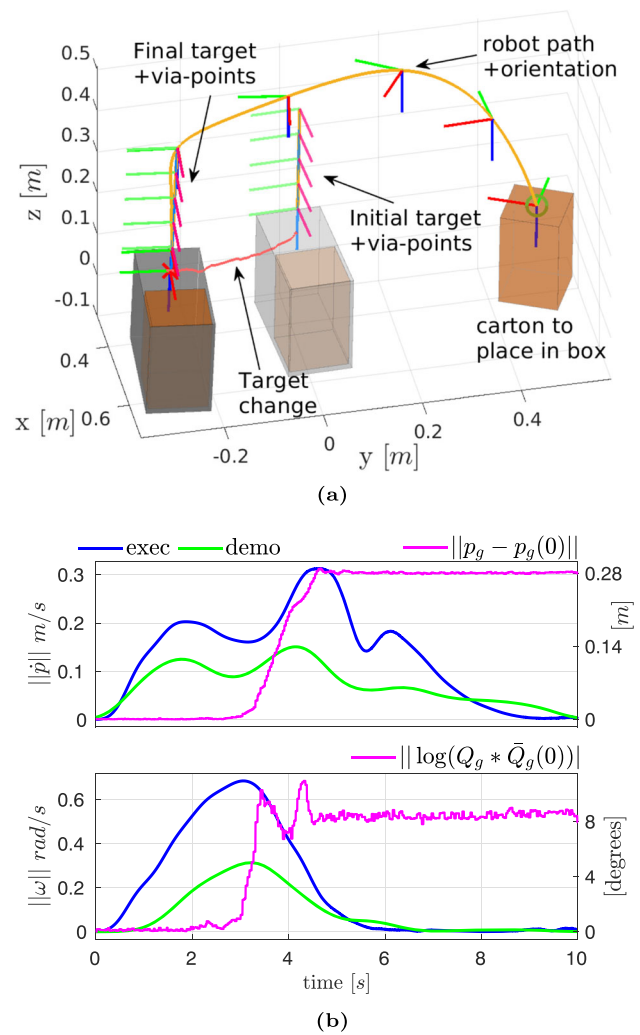 Final target
+via-points
robot path
+orientation
Initial target
+via-points
carton to
place in box
Target
change
z [m]
0.5
0.4
0.3
0.2
0.1
0
-0.1
x [m]
0.4
0.6
y [m]
-0.2
0
0.2
0.4
(a)
exec demo ||p_g − p_g(0)||
||ṗ|| m/s
0.3
0.2
0.1
0
[m]
0.28
0.14
0
|| log(Q_g * Q̄_g(0))|
||ω|| rad/s
0.6
0.4
0.2
0
[degrees]
8
4
0
0 2 4 6 8 10
time [s]
(b)